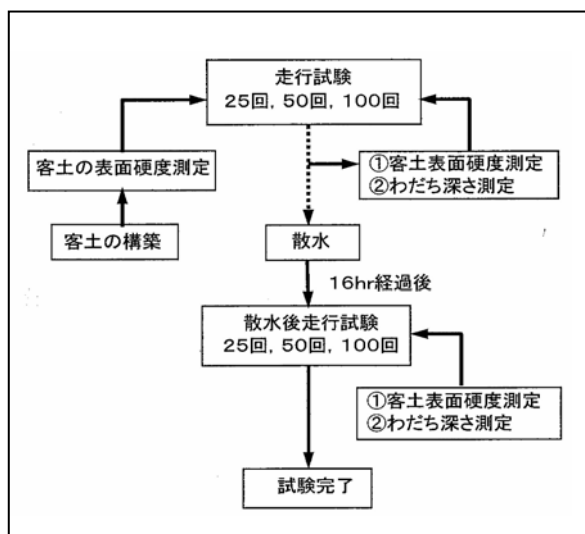 走行試験
25回，50回，100回
客土の表面硬度測定
①客土表面硬度測定
②わだち深さ測定
客土の構築
散水
16hr経過後
散水後走行試験
25回，50回，100回
①客土表面硬度測定
②わだち深さ測定
試験完了